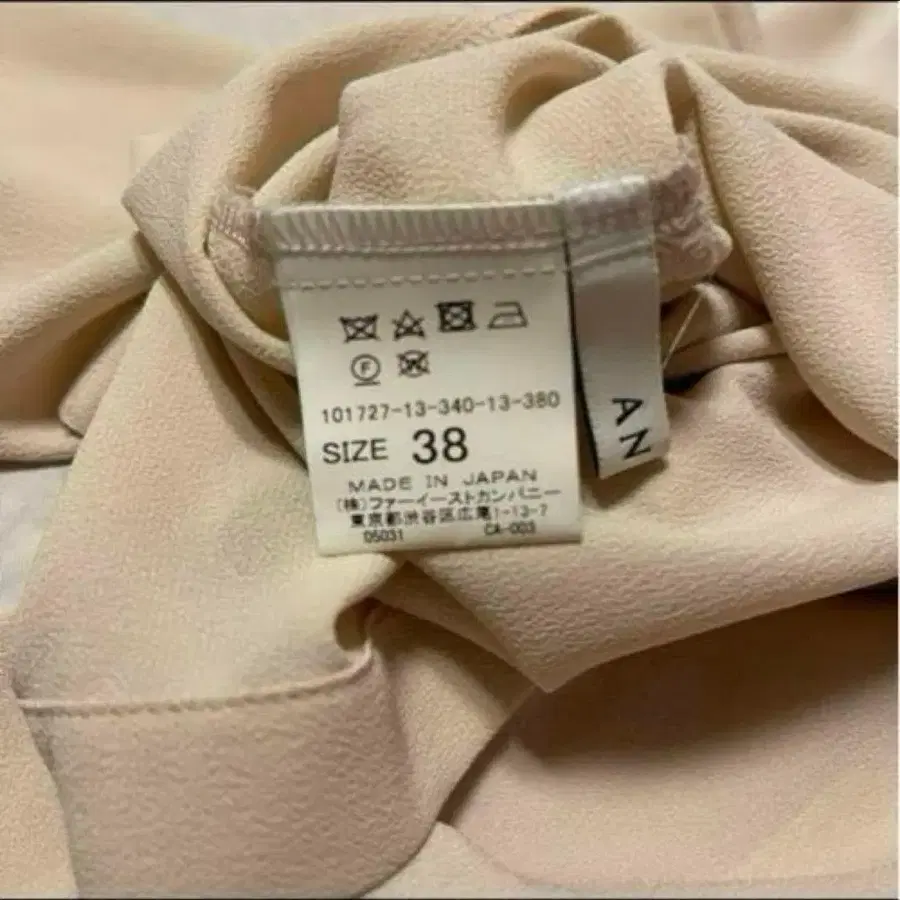 F
101727-13-340-13-380
SIZE 38
MADE IN JAPAN
(株)ファーイーストカンパニー
東京都渋谷区広尾1-13-7
05031 CA-003
AN